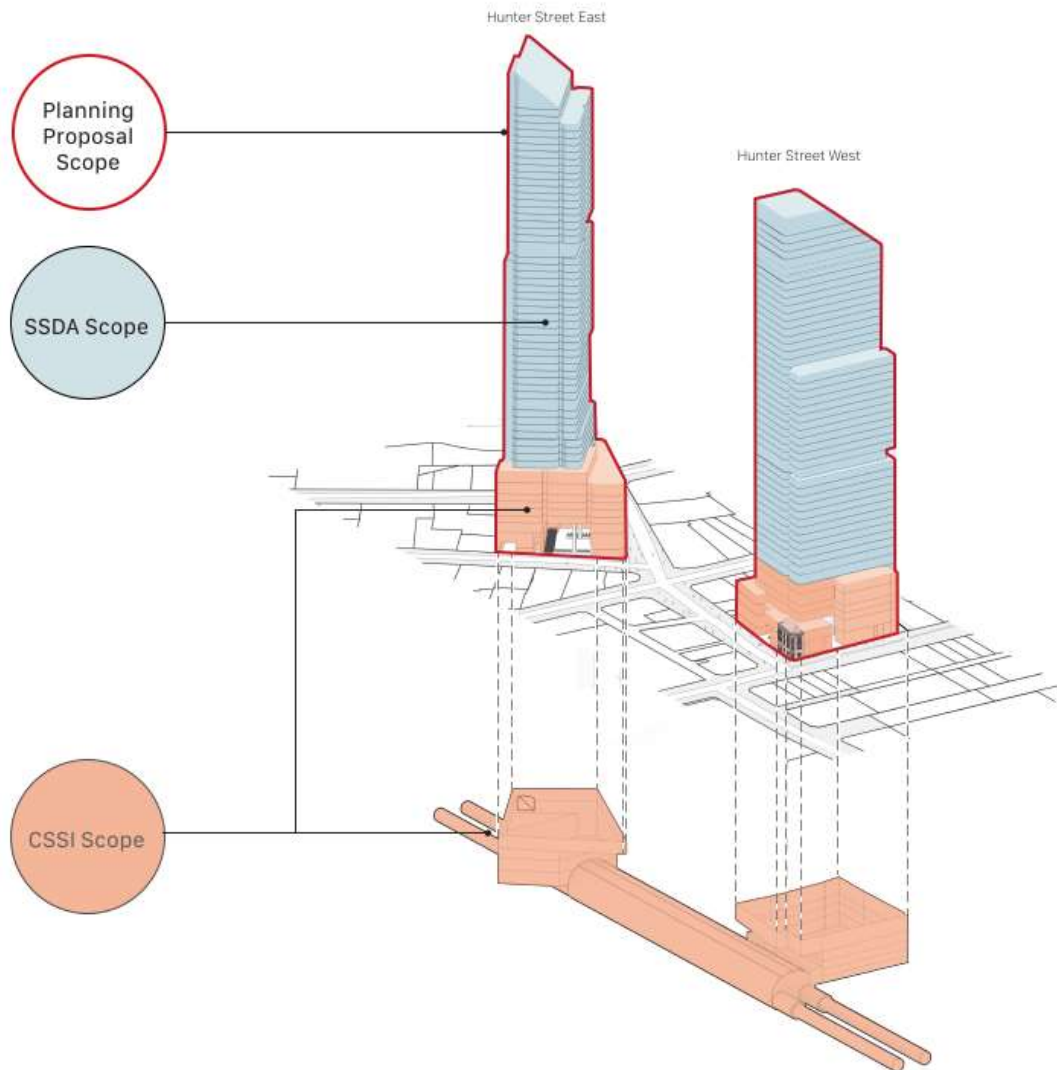 Hunter Street East
Planning
Proposal
Scope
Hunter Street West
SSDA Scope
CSSI Scope